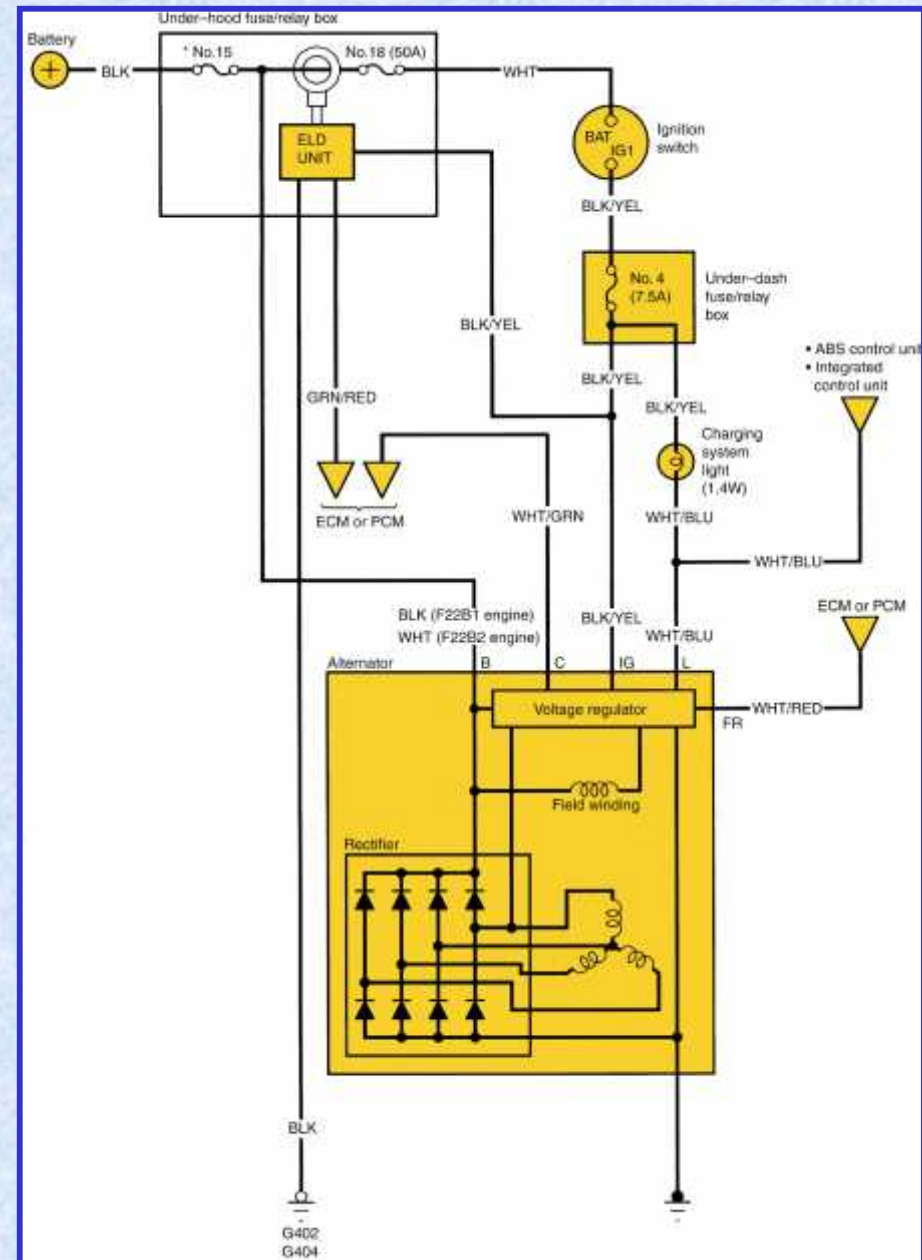 Under-hood fuse/relay box
Battery
* No.15
No.18 (50A)
BLK
WHT
ELD
UNIT
BAT
IG1
Ignition
switch
BLK/YEL
No. 4
(7.5A)
Under-dash
fuse/relay
box
BLK/YEL
• ABS control unit
• Integrated
control unit
BLK/YEL
GRN/RED
BLK/YEL
Charging
system
light
(1.4W)
ECM or PCM
WHT/GRN
WHT/BLU
WHT/BLU
ECM or PCM
BLK (F22B1 engine)
WHT (F22B2 engine)
BLK/YEL
WHT/BLU
Alternator
B
C
IG
L
Voltage regulator
WHT/RED
FR
Field winding
Rectifier
BLK
G402
G404